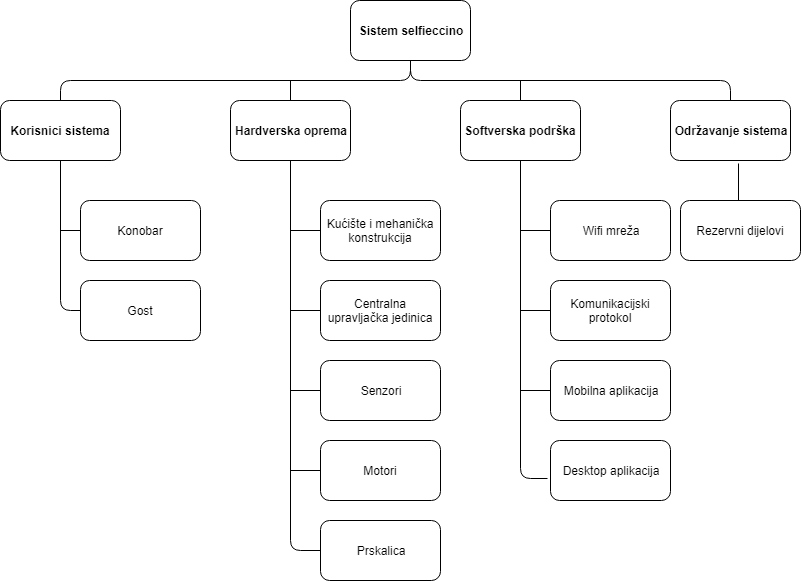 Sistem selfieccino
Korisnici sistema
Hardverska oprema
Softverska podrška
Održavanje sistema
Konobar
Gost
Kućište i mehanička
konstrukcija
Centralna
upravljačka jedinica
Senzori
Motori
Prskalica
Wifi mreža
Komunikacijski
protokol
Mobilna aplikacija
Desktop aplikacija
Rezervni dijelovi